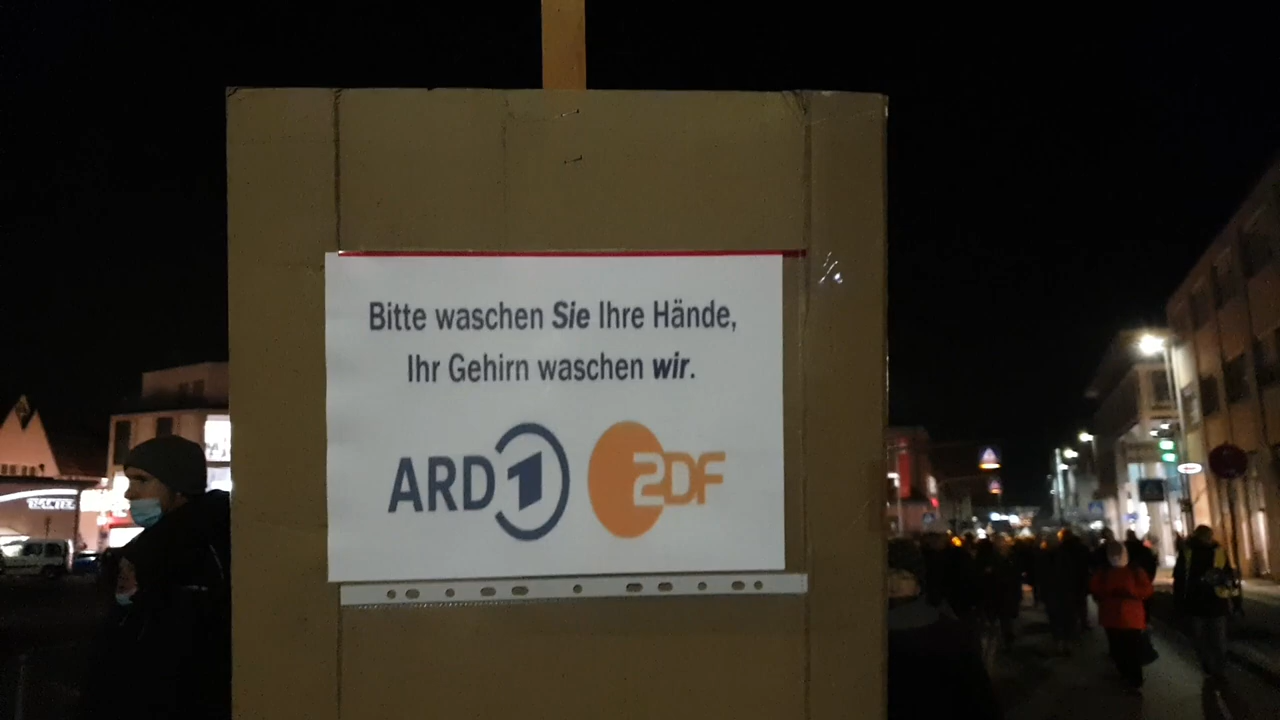 Bitte waschen Sie Ihre Hände,
Ihr Gehirn waschen wir.
ARD 1 ZDF